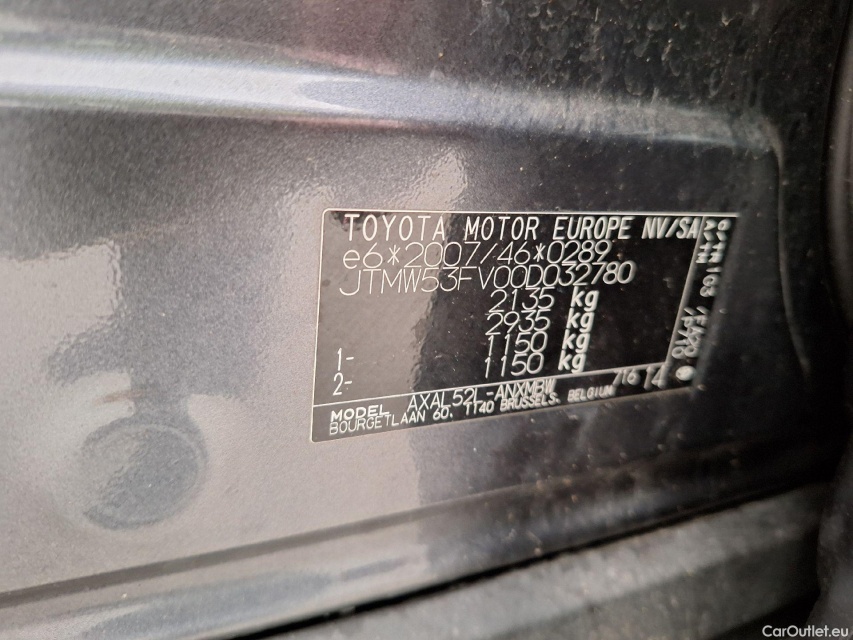 TOYOTA MOTOR EUROPE NV/SA
e6*2007/46*0289
JTMW53FV00D032780
2135 kg
2935 kg
1- 1150 kg
2- 1150 kg
MODEL AXAL52L-ANXMBW
BOURGETLAAN 60, 1140 BRUSSELS, BELGIUM
CarOutlet.eu